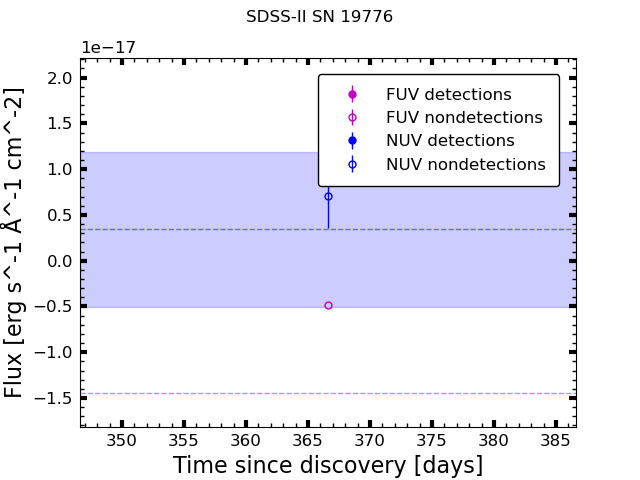 SDSS-II SN 19776
1e−17
2.0
1.5
1.0
0.5
0.0
−0.5
−1.0
−1.5
Flux [erg s^-1 Å^-1 cm^-2]
FUV detections
FUV nondetections
NUV detections
NUV nondetections
350 355 360 365 370 375 380 385
Time since discovery [days]